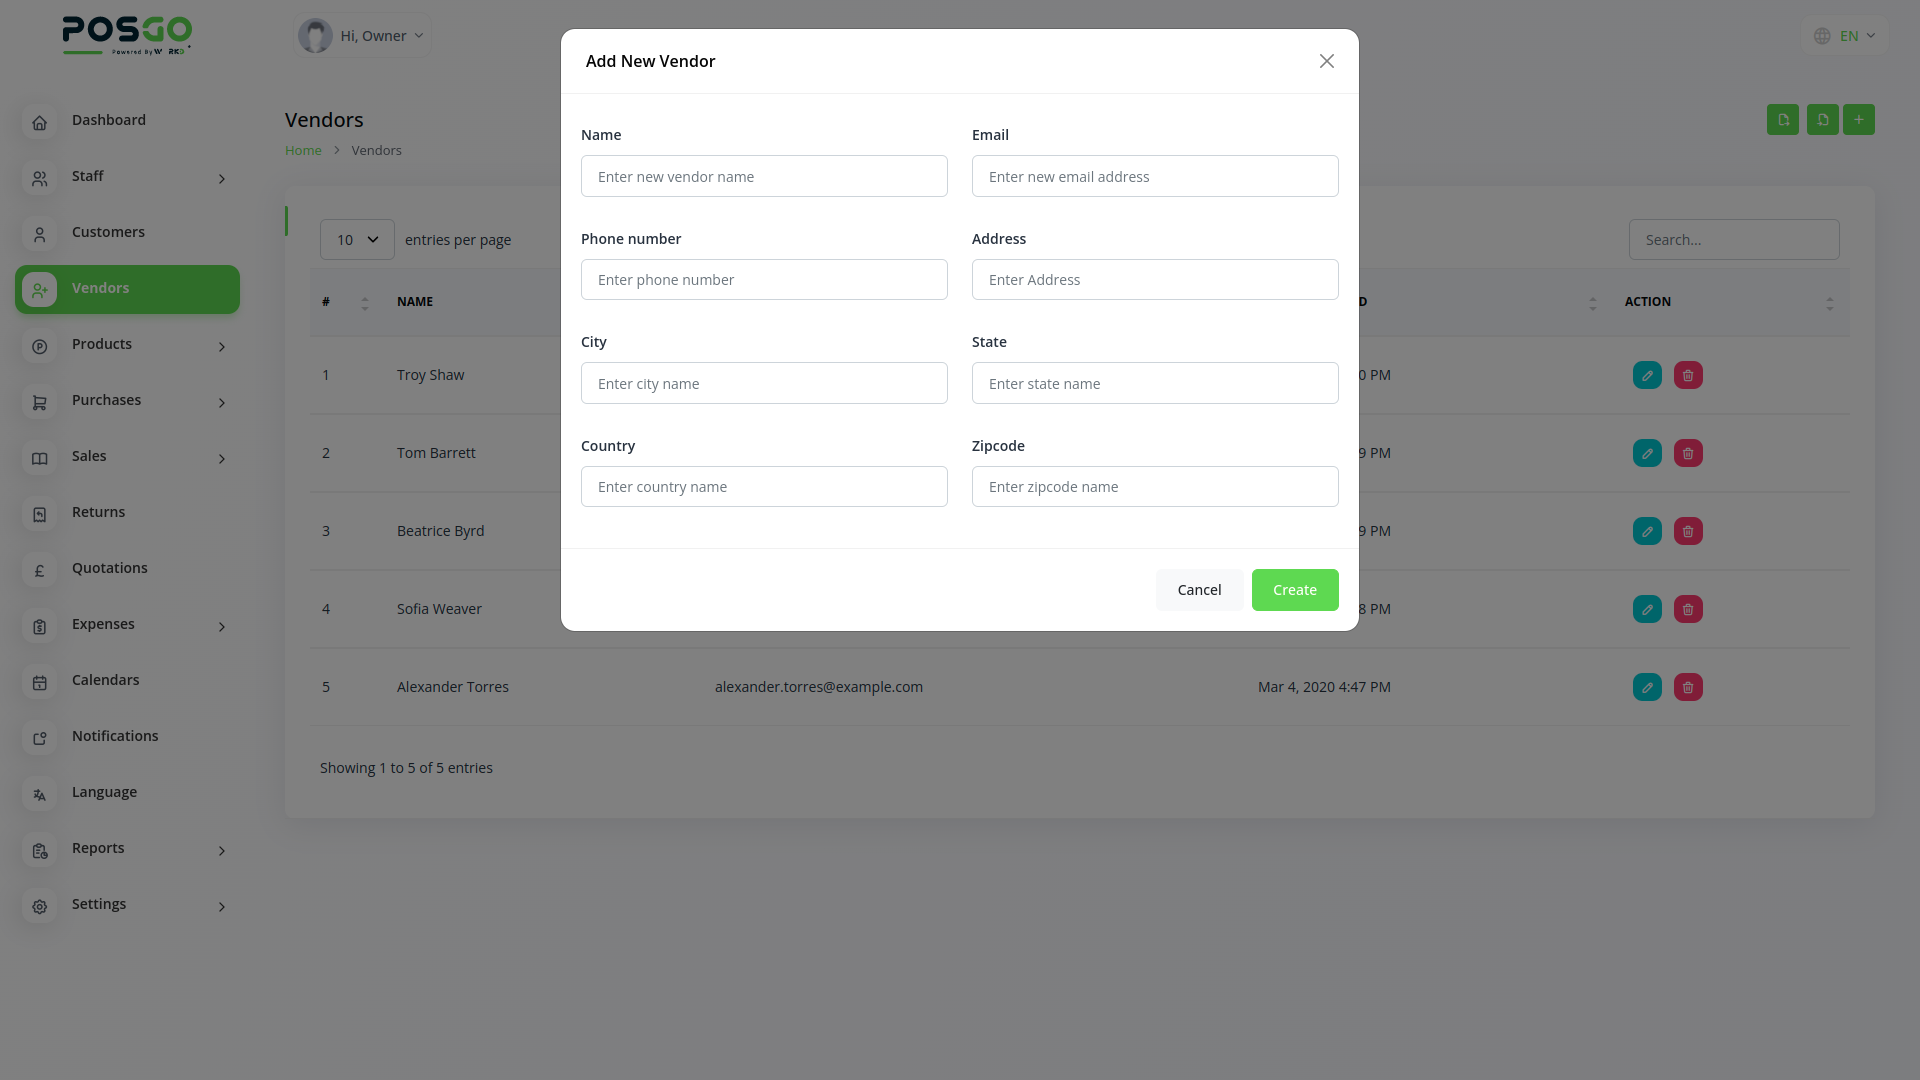 POSGO
Powered By
Hi, Owner
EN
Dashboard
Staff
Customers
Vendors
Products
Purchases
Sales
Returns
Quotations
Expenses
Calendars
Notifications
Language
Reports
Settings
Vendors
Home > Vendors
10 entries per page
Search...
# NAME ACTION
1 Troy Shaw PM
2 Tom Barrett 9 PM
3 Beatrice Byrd 9 PM
4 Sofia Weaver 8 PM
5 Alexander Torres alexander.torres@example.com Mar 4, 2020 4:47 PM
Showing 1 to 5 of 5 entries
Add New Vendor
Name
Enter new vendor name
Email
Enter new email address
Phone number
Enter phone number
Address
Enter Address
City
Enter city name
State
Enter state name
Country
Enter country name
Zipcode
Enter zipcode name
Cancel
Create